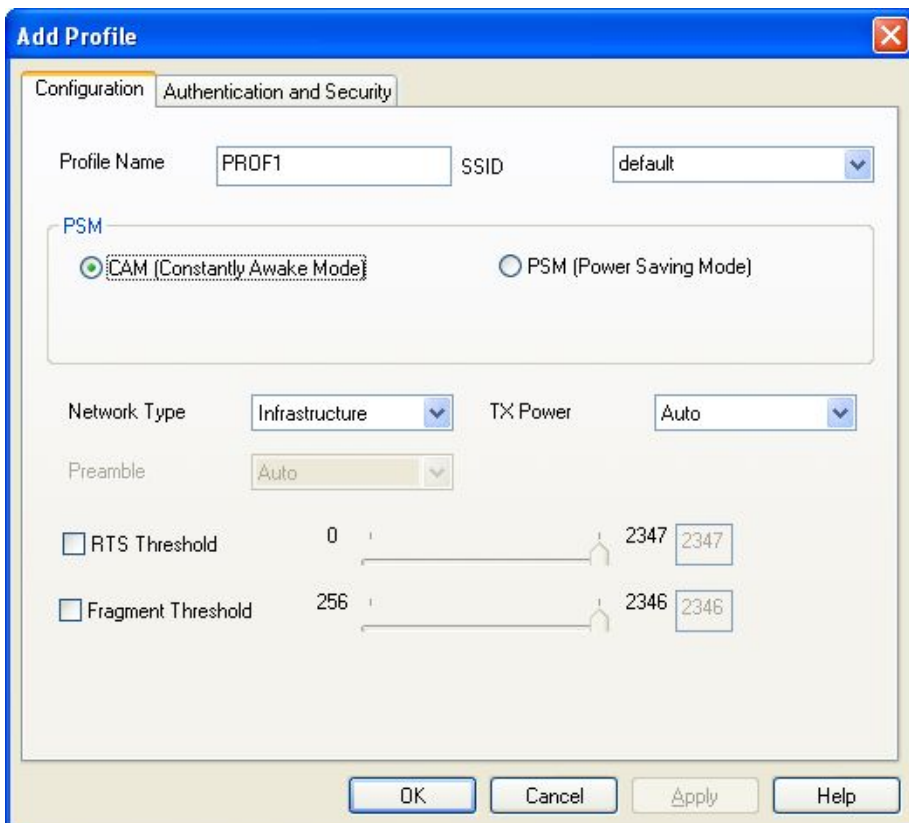 Add Profile
Configuration Authentication and Security
Profile Name PROF1 SSID default
PSM
CAM (Constantly Awake Mode) PSM (Power Saving Mode)
Network Type Infrastructure TX Power Auto
Preamble Auto
RTS Threshold 0 2347 2347
Fragment Threshold 256 2346 2346
OK Cancel Apply Help